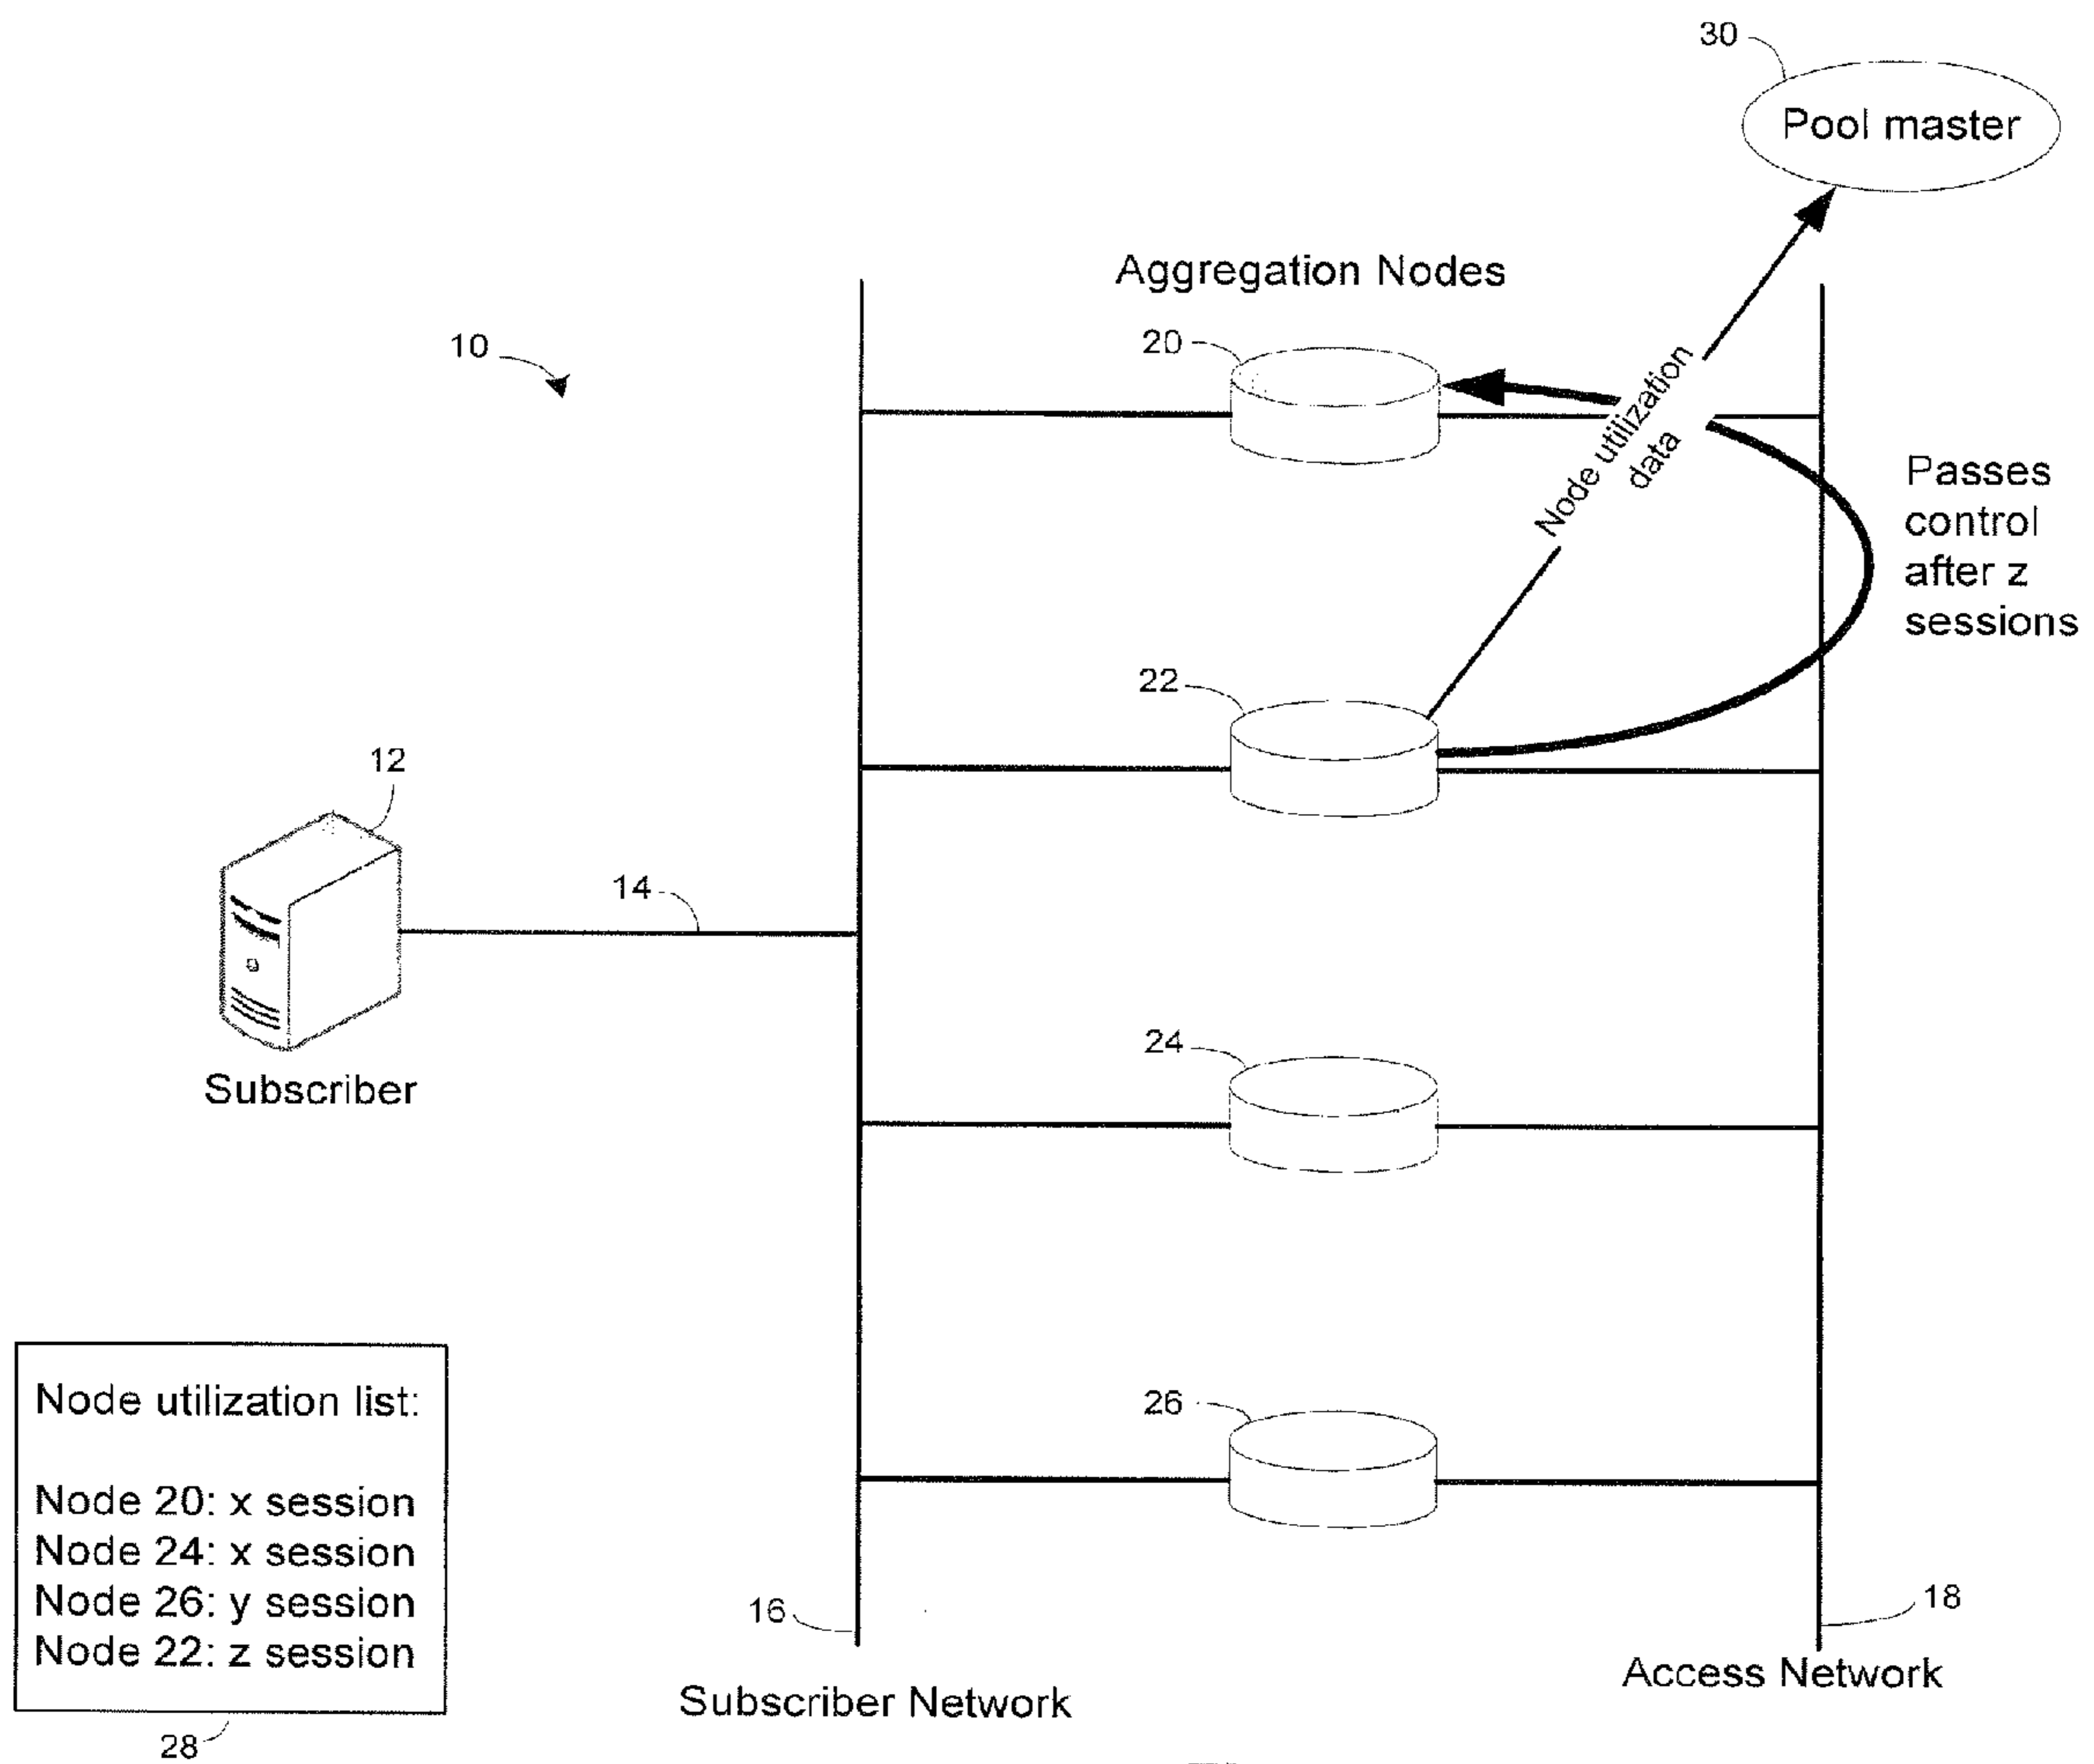 30
Pool master
Aggregation Nodes
10
20
Node utilization
data
Passes
control
after z
sessions
22
12
14
Subscriber
24
26
Node utilization list:
Node 20: x session
Node 24: x session
Node 26: y session
Node 22: z session
28
16
Subscriber Network
18
Access Network